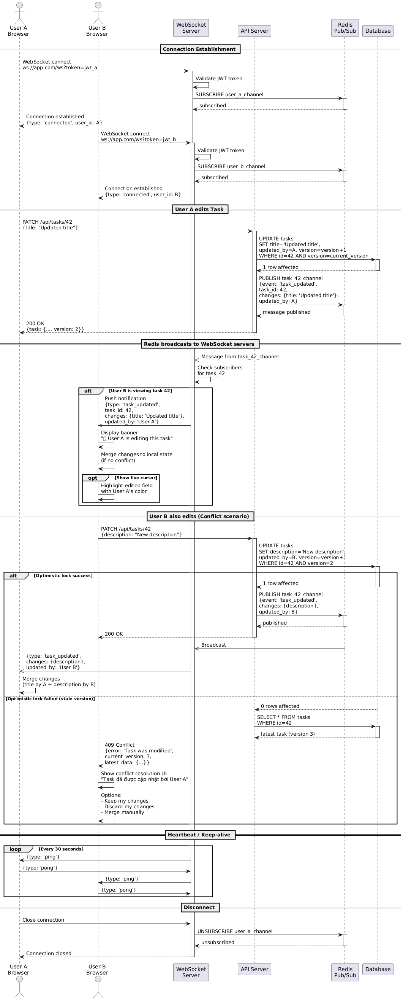 User A
Browser
User B
Browser
WebSocket
Server
API Server
Redis
Pub/Sub
Database
Connection Establishment
WebSocket connect
ws://app.com/ws?token=jwt_a
Validate JWT token
SUBSCRIBE user_a_channel
subscribed
Connection established
{type: 'connected', user_id: A}
WebSocket connect
ws://app.com/ws?token=jwt_b
Validate JWT token
SUBSCRIBE user_b_channel
subscribed
Connection established
{type: 'connected', user_id: B}
User A edits Task
PATCH /api/tasks/42
{title: "Updated title"}
UPDATE tasks
SET title='Updated title',
updated_by=A, version=version+1
WHERE id=42 AND version=current_version
1 row affected
PUBLISH task_42_channel
{event: 'task_updated',
task_id: 42,
changes: {title: 'Updated title'},
updated_by: A}
message published
200 OK
{task: {..., version: 2}}
Redis broadcasts to WebSocket servers
Message from task_42_channel
Check subscribers
for task_42
alt [User B is viewing task 42]
Push notification
{type: 'task_updated',
task_id: 42,
changes: {title: 'Updated title'},
updated_by: 'User A'}
Display banner
"▯ User A is editing this task"
Merge changes to local state
(if no conflict)
opt [Show live cursor]
Highlight edited field
with User A's color
User B also edits (Conflict scenario)
PATCH /api/tasks/42
{description: "New description"}
UPDATE tasks
SET description='New description',
updated_by=B, version=version+1
WHERE id=42 AND version=2
alt [Optimistic lock success]
1 row affected
PUBLISH task_42_channel
{event: 'task_updated',
changes: {description},
updated_by: B}
published
200 OK
Broadcast
{type: 'task_updated',
changes: {description},
updated_by: 'User B'}
Merge changes
(title by A + description by B)
[Optimistic lock failed (stale version)]
0 rows affected
SELECT * FROM tasks
WHERE id=42
latest task (version 3)
409 Conflict
{error: 'Task was modified',
current_version: 3,
latest_data: {...}}
Show conflict resolution UI
"Task đã được cập nhật bởi User A"
Options:
- Keep my changes
- Discard my changes
- Merge manually
Heartbeat / Keep-alive
loop [Every 30 seconds]
{type: 'ping'}
{type: 'pong'}
{type: 'ping'}
{type: 'pong'}
Disconnect
Close connection
UNSUBSCRIBE user_a_channel
unsubscribed
Connection closed
User A
Browser
User B
Browser
WebSocket
Server
API Server
Redis
Pub/Sub
Database